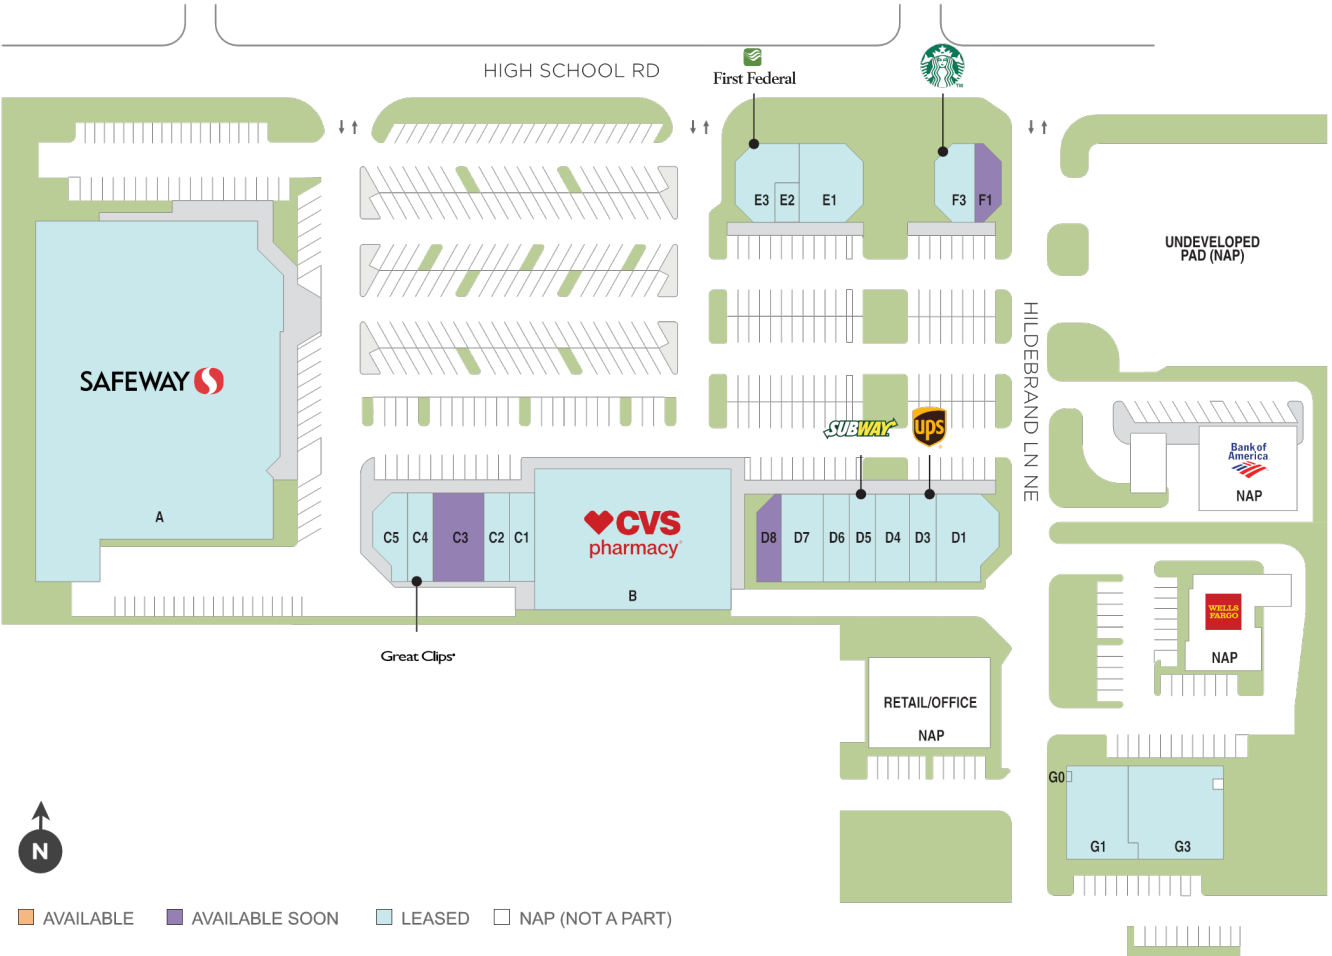 HIGH SCHOOL RD
First Federal
E3
E2
E1
F3
F1
UNDEVELOPED
PAD (NAP)
HILDEBRAND LN NE
SAFEWAY
A
SUBWAY
ups
Bank of
America
NAP
C5
C4
C3
C2
C1
CVS
pharmacy
B
D8
D7
D6
D5
D4
D3
D1
WELLS
FARGO
NAP
Great Clips
RETAIL/OFFICE
NAP
G0
G1
G3
N
AVAILABLE
AVAILABLE SOON
LEASED
NAP (NOT A PART)